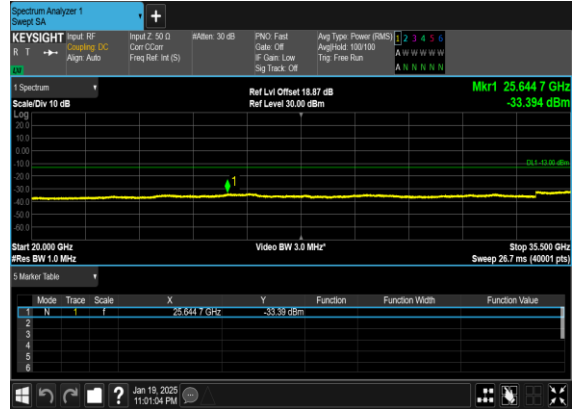 Spectrum Analyzer 1
Swept SA
+
KEYSIGHT
R T
Input: RF
Coupling: DC
Align: Auto
Input Z: 50 Ω
Corr CCorr
Freq Ref: Int (S)
#Atten: 30 dB
PNO: Fast
Gate: Off
IF Gain: Low
Sig Track: Off
Avg Type: Power (RMS)
Avg|Hold: 100/100
Trig: Free Run
1 2 3 4 5 6
A W W W W W
A N N N N N
1 Spectrum
Scale/Div 10 dB
Ref Lvl Offset 18.87 dB
Ref Level 30.00 dBm
Mkr1 25.644 7 GHz
-33.394 dBm
Log
20.0
10.0
0.00
-10.0
-20.0
-30.0
-40.0
-50.0
-60.0
DL1 -13.00 dBm
1
Start 20.000 GHz
#Res BW 1.0 MHz
Video BW 3.0 MHz*
Stop 35.500 GHz
Sweep 26.7 ms (40001 pts)
5 Marker Table
Mode Trace Scale X Y Function Function Width Function Value
1 N 1 f 25.644 7 GHz -33.39 dBm
2
3
4
5
6
?
Jan 19, 2025
11:01:04 PM